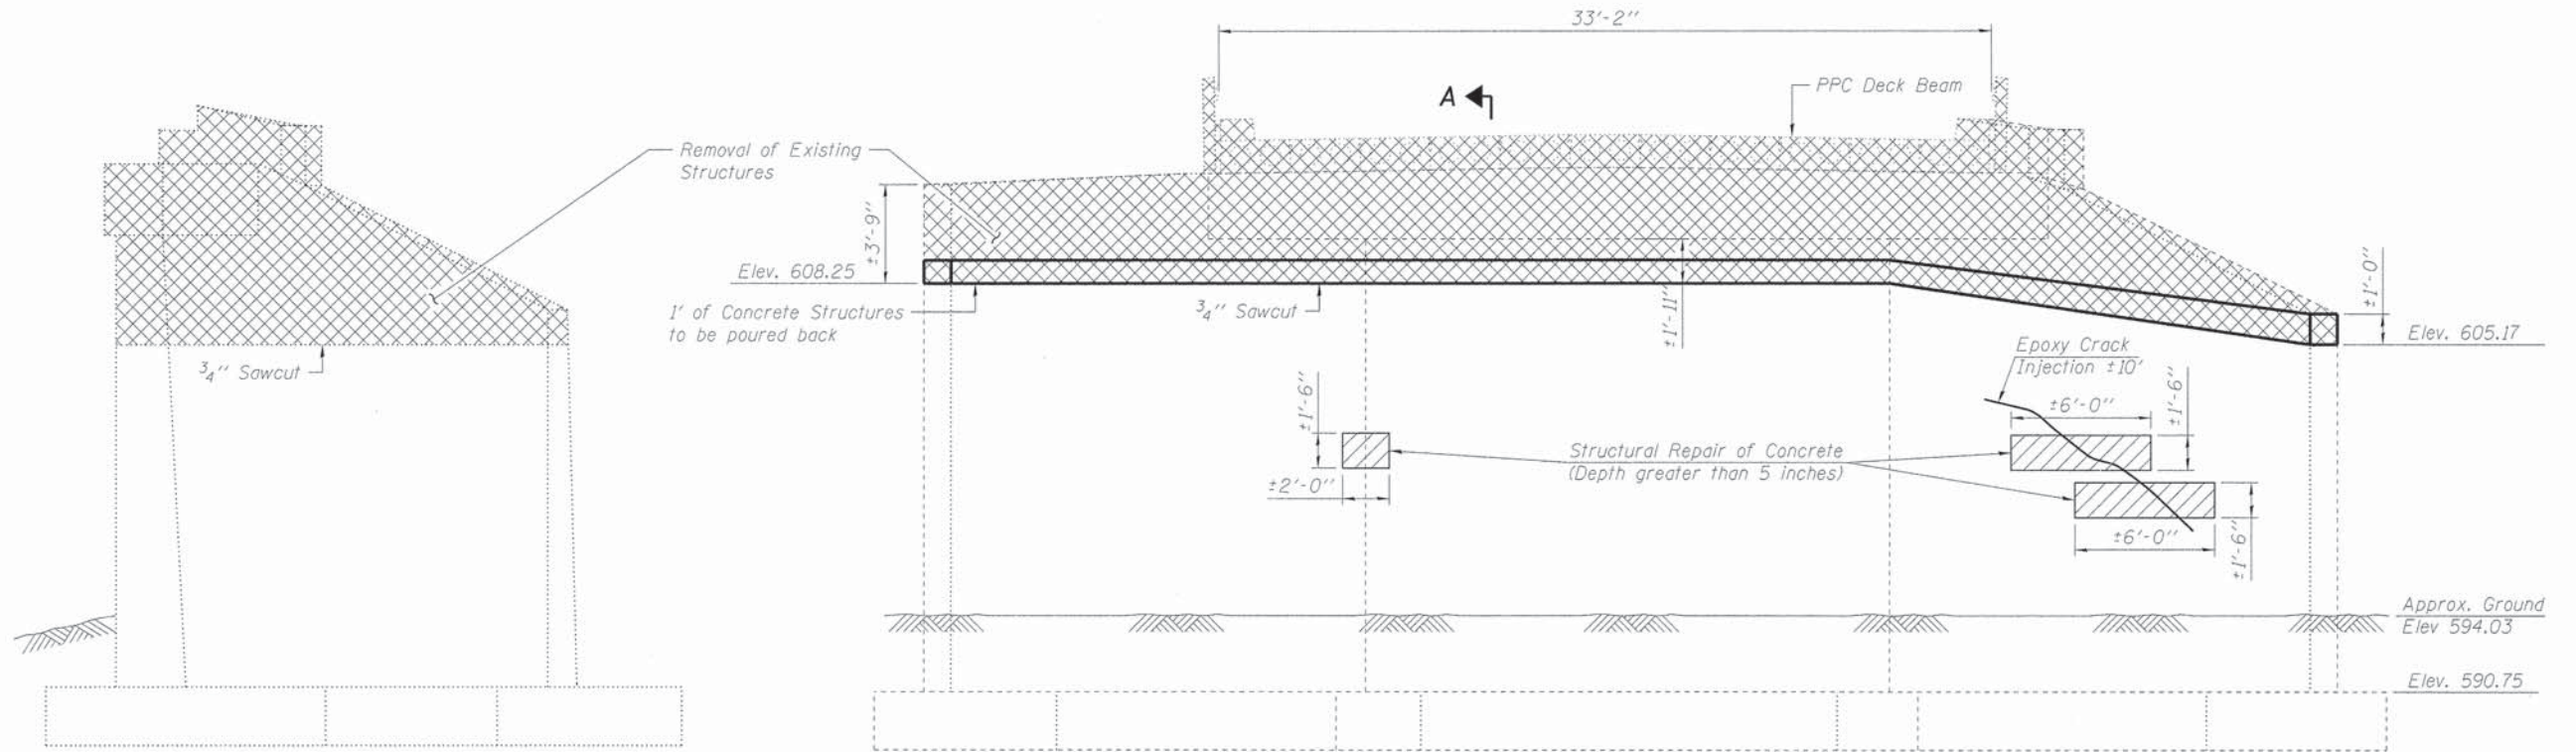 33'-2"
A
PPC Deck Beam
Removal of Existing
Structures
±3'-9"
Elev. 608.25
1' of Concrete Structures
to be poured back
3/4" Sawcut
±1'-11"
±1'-0"
Elev. 605.17
3/4" Sawcut
Epoxy Crack
Injection ±10'
±1'-6"
±6'-0"
±1'-6"
Structural Repair of Concrete
(Depth greater than 5 inches)
±2'-0"
±6'-0"
±1'-6"
Approx. Ground
Elev 594.03
Elev. 590.75